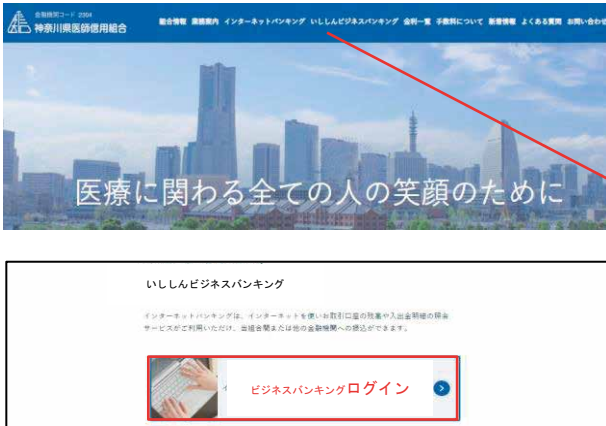 金融機関コード 2304
神奈川県医師信用組合
組合情報 業務案内 インターネットバンキング いししんビジネスバンキング 金利一覧 手数料について 新着情報 よくある質問 お問い合わせ
医療に関わる全ての人の笑顔のために
いししんビジネスバンキング
インターネットバンキングは、インターネットを使いお取引口座の残高や入出金明細の照会
サービスがご利用いただけ、当組合間または他の金融機関への振込ができます。
ビジネスバンキングログイン